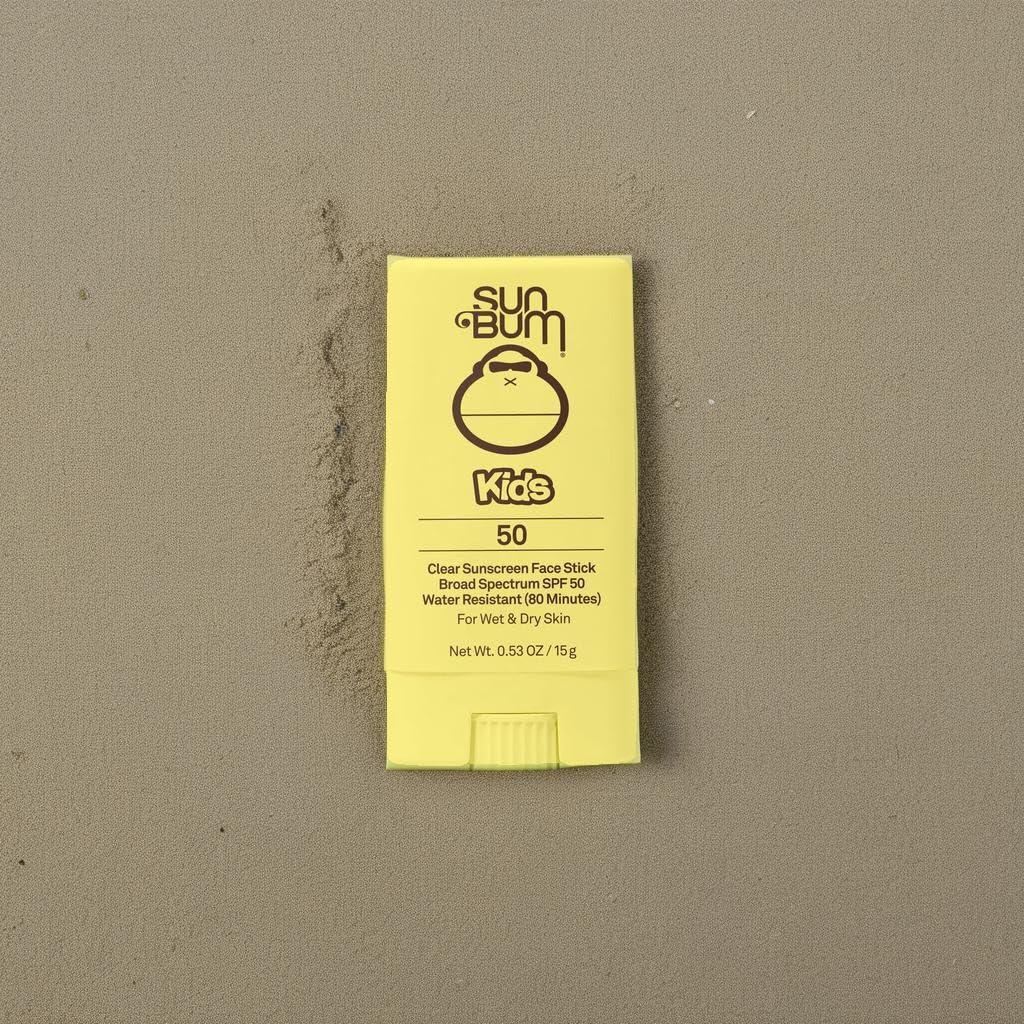 SUN
BUM®
Kids
50
Clear Sunscreen Face Stick
Broad Spectrum SPF 50
Water Resistant (80 Minutes)
For Wet & Dry Skin
Net Wt. 0.53 OZ / 15 g